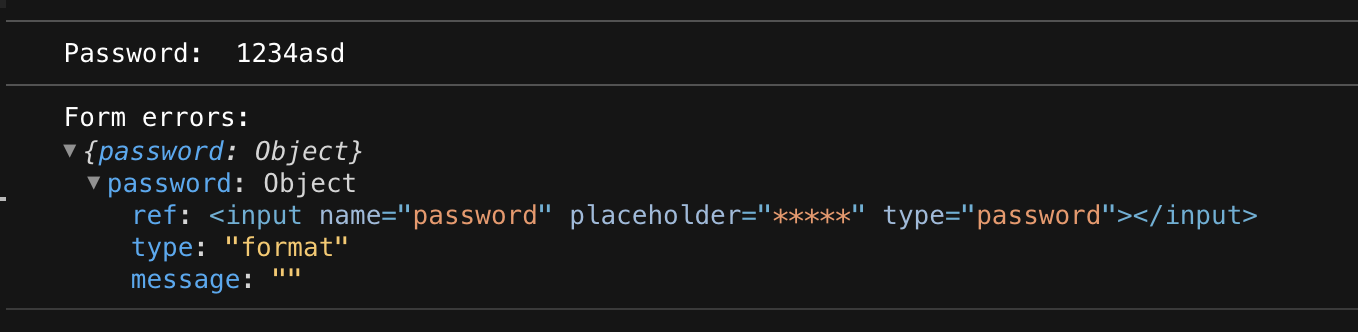 Password:  1234asd
Form errors:
▼ {password: Object}
▼ password: Object
ref: <input name="password" placeholder="*****" type="password"></input>
type: "format"
message: ""